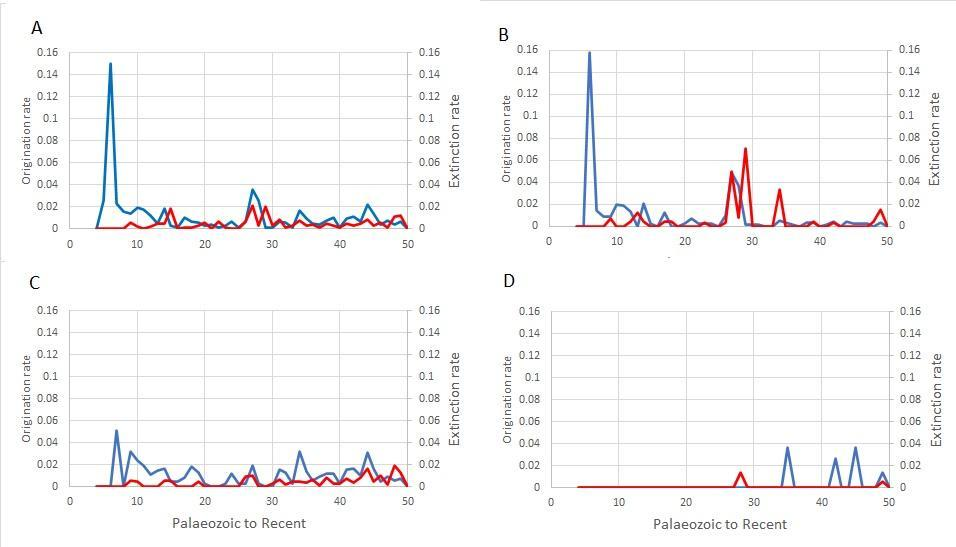 A
0.16 0.16
0.14 0.14
0.12 0.12
0.1 0.1
0.08 0.08
0.06 0.06
0.04 0.04
0.02 0.02
0 0
0 10 20 30 40 50
Origination rate
Extinction rate
B
0.16 0.16
0.14 0.14
0.12 0.12
0.1 0.1
0.08 0.08
0.06 0.06
0.04 0.04
0.02 0.02
0 0
0 10 20 30 40 50
Origination rate
Extinction rate
C
0.16 0.16
0.14 0.14
0.12 0.12
0.1 0.1
0.08 0.08
0.06 0.06
0.04 0.04
0.02 0.02
0 0
0 10 20 30 40 50
Origination rate
Extinction rate
Palaeozoic to Recent
D
0.16 0.16
0.14 0.14
0.12 0.12
0.1 0.1
0.08 0.08
0.06 0.06
0.04 0.04
0.02 0.02
0 0
0 10 20 30 40 50
Origination rate
Extinction rate
Palaeozoic to Recent